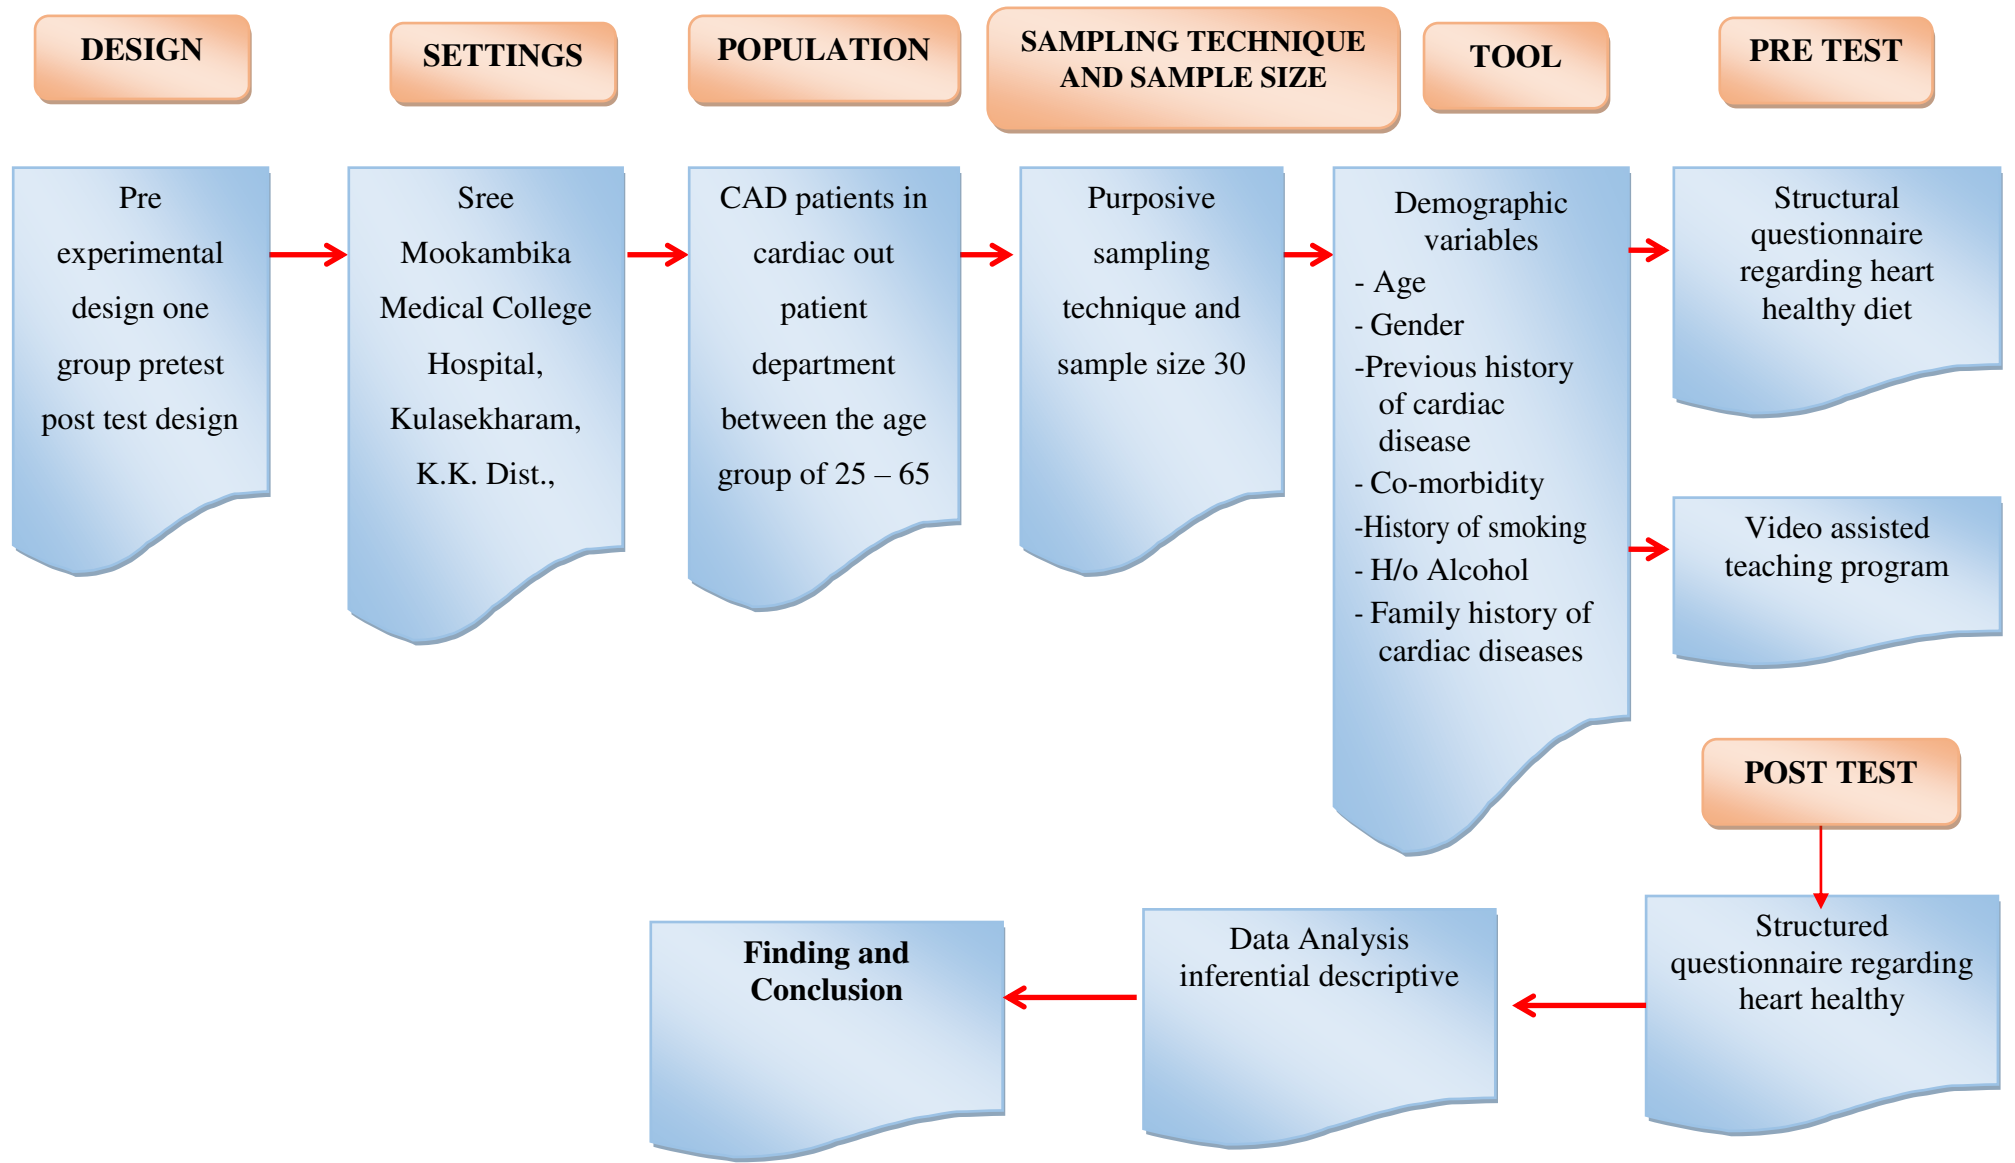 DESIGN
SETTINGS
POPULATION
SAMPLING TECHNIQUE
AND SAMPLE SIZE
TOOL
PRE TEST
Pre
experimental
design one
group pretest
post test design
Sree
Mookambika
Medical College
Hospital,
Kulasekharam,
K.K. Dist.,
CAD patients in
cardiac out
patient
department
between the age
group of 25 – 65
Purposive
sampling
technique and
sample size 30
Demographic
variables
- Age
- Gender
-Previous history
of cardiac
disease
- Co-morbidity
-History of smoking
- H/o Alcohol
- Family history of
cardiac diseases
Structural
questionnaire
regarding heart
healthy diet
Video assisted
teaching program
POST TEST
Structured
questionnaire regarding
heart healthy
Data Analysis
inferential descriptive
Finding and
Conclusion